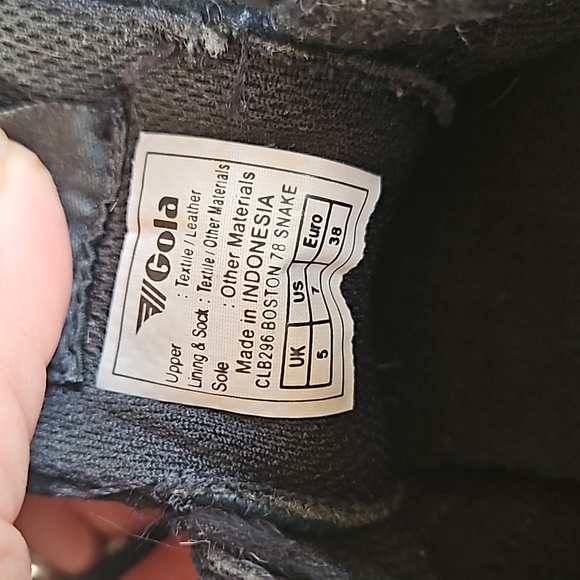 Gola
Upper : Textile / Leather
Lining & Sock : Textile / Other Materials
Sole : Other Materials
Made in INDONESIA
CLB296 BOSTON 78 SNAKE
UK US Euro
5 7 38